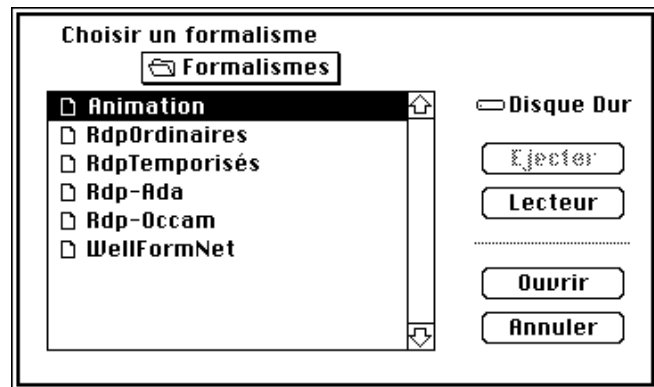 Choisir un formalisme
Formalismes
Animation
RdpOrdinaires
RdpTemporisés
Rdp-Ada
Rdp-Occam
WellFormNet
Disque Dur
Ejecter
Lecteur
Ouvrir
Annuler